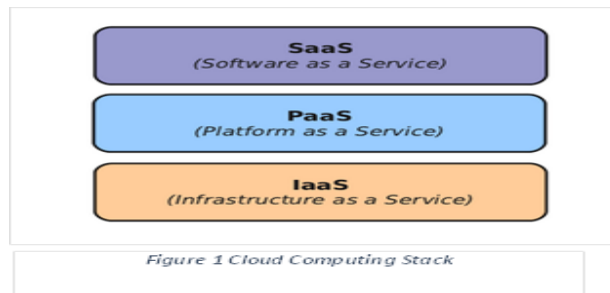 SaaS
(Software as a Service)
PaaS
(Platform as a Service)
IaaS
(Infrastructure as a Service)
Figure 1 Cloud Computing Stack